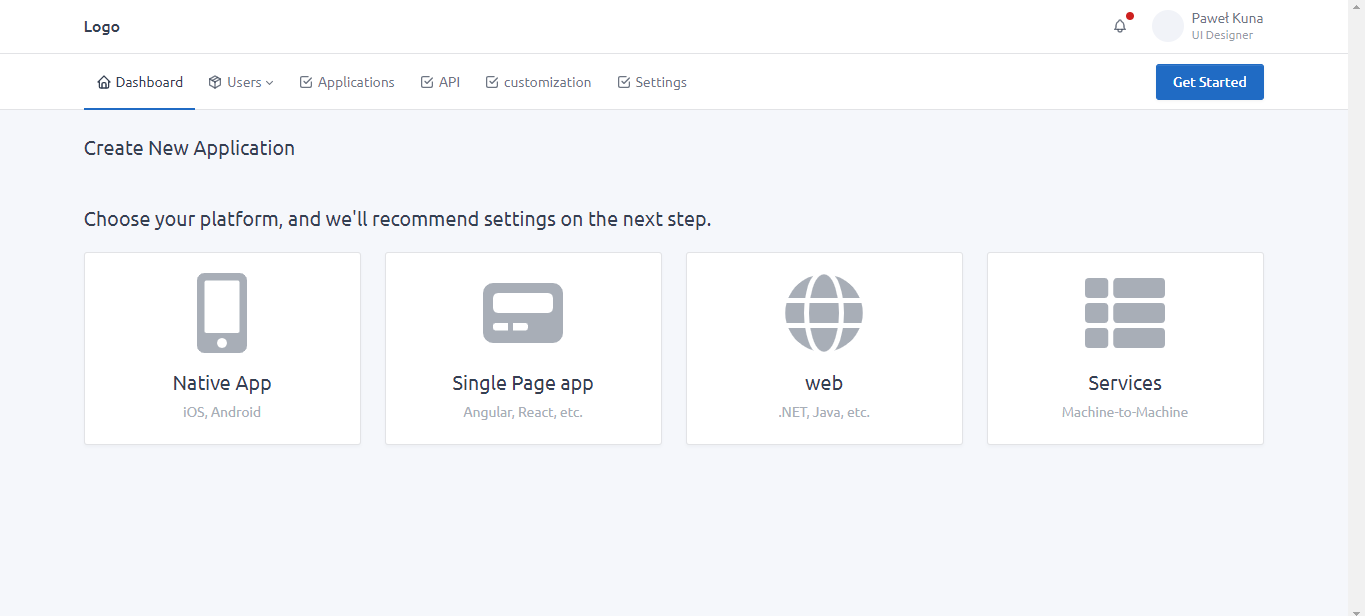 Logo
Paweł Kuna
UI Designer
Dashboard Users Applications API customization Settings Get Started
Create New Application
Choose your platform, and we'll recommend settings on the next step.
Native App
iOS, Android
Single Page app
Angular, React, etc.
web
.NET, Java, etc.
Services
Machine-to-Machine